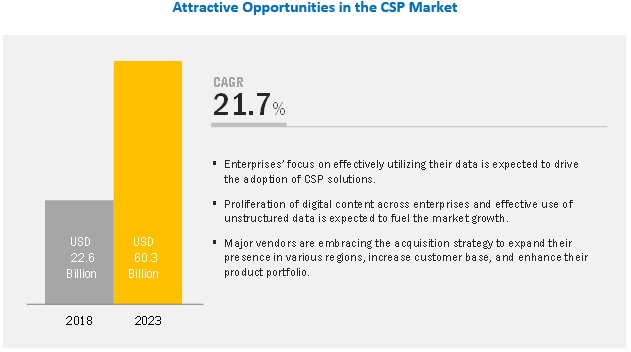 Attractive Opportunities in the CSP Market
CAGR
21.7%
▪ Enterprises' focus on effectively utilizing their data is expected to drive
the adoption of CSP solutions.
▪ Proliferation of digital content across enterprises and effective use of
unstructured data is expected to fuel the market growth.
▪ Major vendors are embracing the acquisition strategy to expand their
presence in various regions, increase customer base, and enhance their
product portfolio.
USD
22.6
Billion
USD
60.3
Billion
2018
2023